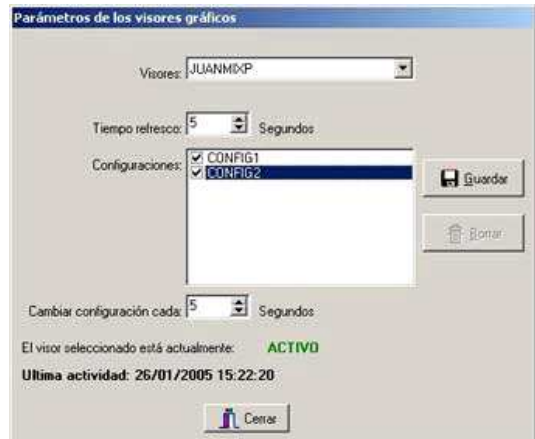 Parámetros de los visores gráficos
Visores: JUANMIXP
Tiempo refresco: 5 Segundos
Configuraciones: CONFIG1
CONFIG2
Guardar
Borrar
Cambiar configuración cada: 5 Segundos
El visor seleccionado está actualmente: ACTIVO
Ultima actividad: 26/01/2005 15:22:20
Cerrar